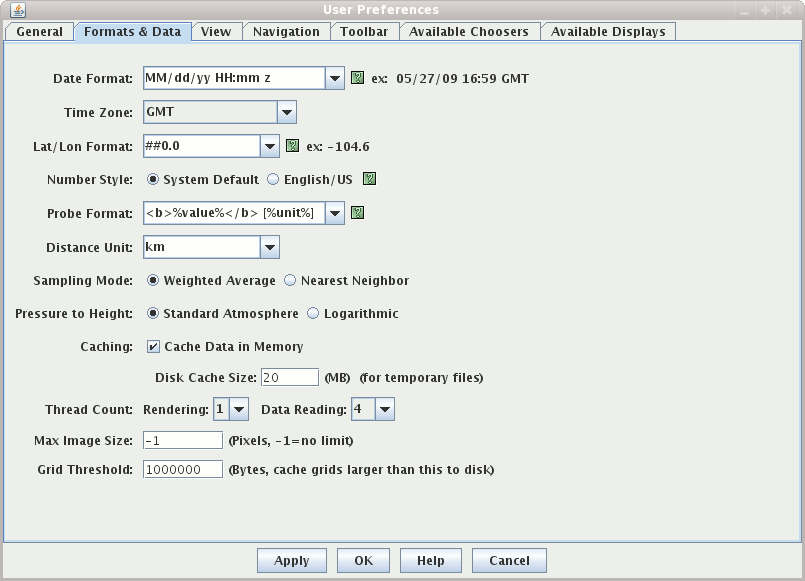 User Preferences
General Formats & Data View Navigation Toolbar Available Choosers Available Displays
Date Format: MM/dd/yy HH:mm z ? ex: 05/27/09 16:59 GMT
Time Zone: GMT
Lat/Lon Format: ##0.0 ? ex: -104.6
Number Style: System Default English/US ?
Probe Format: <b>%value%</b> [%unit%] ?
Distance Unit: km
Sampling Mode: Weighted Average Nearest Neighbor
Pressure to Height: Standard Atmosphere Logarithmic
Caching: Cache Data in Memory
Disk Cache Size: 20 (MB) (for temporary files)
Thread Count: Rendering: 1 Data Reading: 4
Max Image Size: -1 (Pixels, -1=no limit)
Grid Threshold: 1000000 (Bytes, cache grids larger than this to disk)
Apply OK Help Cancel